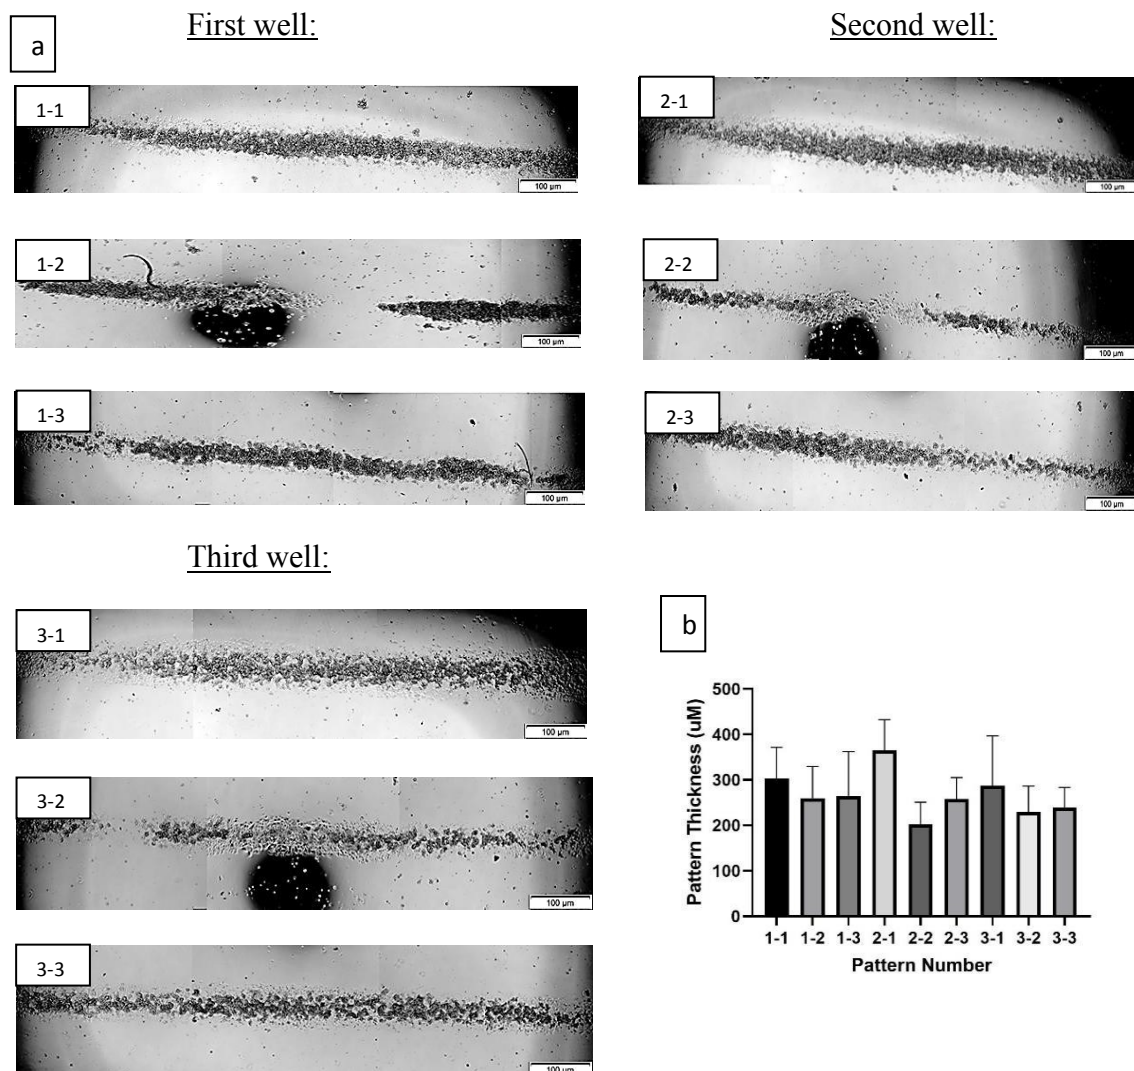 a
First well:
Second well:
1-1
100 µm
2-1
100 µm
1-2
100 µm
2-2
100 µm
1-3
100 µm
2-3
100 µm
Third well:
3-1
100 µm
3-2
100 µm
3-3
100 µm
b
Pattern Thickness (uM)
500
400
300
200
100
0
1-1 1-2 1-3 2-1 2-2 2-3 3-1 3-2 3-3
Pattern Number